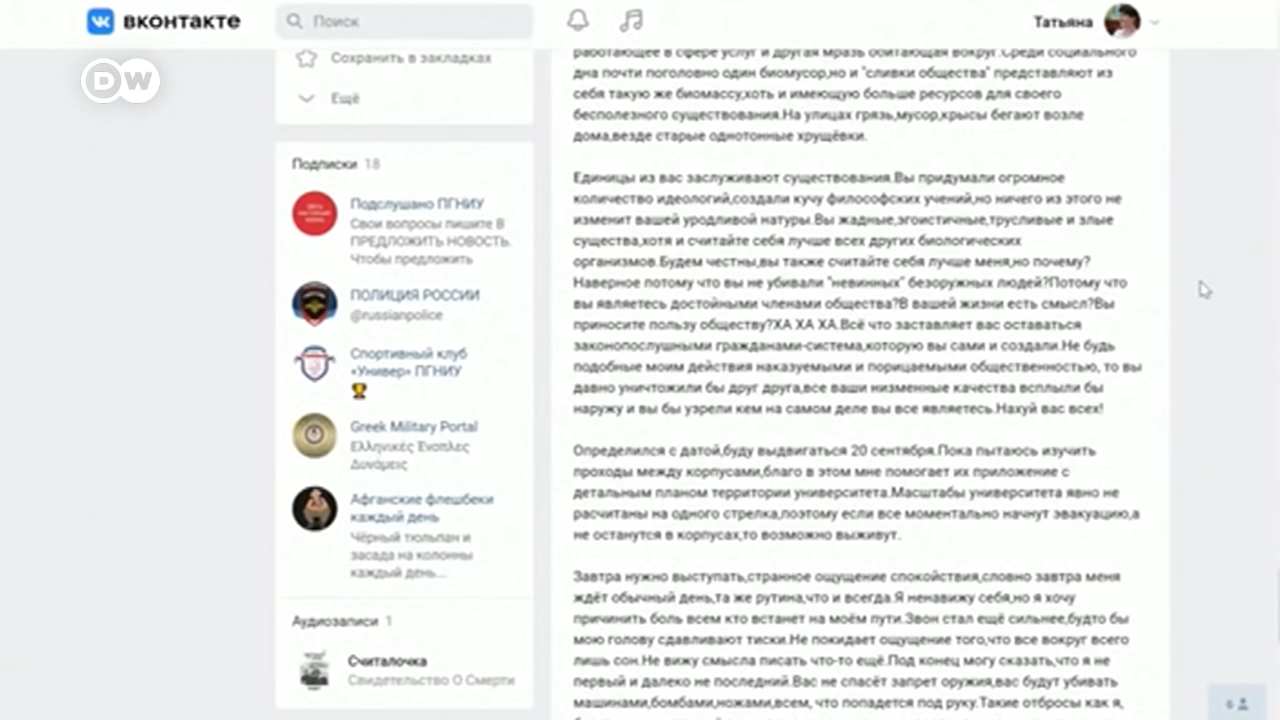 вконтакте
Поиск
Татьяна
DW
Сохранить в закладках
Ещё
Подписки 18
Подслушано ПГНИУ
Свои вопросы пишите В
ПРЕДЛОЖИТЬ НОВОСТЬ.
Чтобы предложить
ПОЛИЦИЯ РОССИИ
@russianpolice
Спортивный клуб
«Универ» ПГНИУ
Greek Military Portal
Ελληνικές Ένοπλες
Δυνάμεις
Афганские флешбеки
каждый день
Чёрный тюльпан и
засада на колонны
каждый день...
Аудиозаписи 1
Считалочка
Свидетельство О Смерти
работающее в сфере услуг и другая мразь обитающая вокруг.Среди социального
дна почти поголовно один биомусор,но и "сливки общества" представляют из
себя такую же биомассу,хоть и имеющую больше ресурсов для своего
бесполезного существования.На улицах грязь,мусор,крысы бегают возле
дома,везде старые однотонные хрущёвки.
Единицы из вас заслуживают существования.Вы придумали огромное
количество идеологий,создали кучу философских учений,но ничего из этого не
изменит вашей уродливой натуры.Вы жадные,эгоистичные,трусливые и злые
существа,хотя и считайте себя лучше всех других биологических
организмов.Будем честны,вы также считайте себя лучше меня,но почему?
Наверное потому что вы не убивали "невинных" безоружных людей?Потому что
вы являетесь достойными членами общества?В вашей жизни есть смысл?Вы
приносите пользу обществу?ХА ХА ХА.Всё что заставляет вас оставаться
законопослушными гражданами-система,которую вы сами и создали.Не будь
подобные моим действия наказуемыми и порицаемыми общественностью, то вы
давно уничтожили бы друг друга,все ваши низменные качества всплыли бы
наружу и вы бы узрели кем на самом деле вы все являетесь.Нахуй вас всех!
Определился с датой,буду выдвигаться 20 сентября.Пока пытаюсь изучить
проходы между корпусами,благо в этом мне помогает их приложение с
детальным планом территории университета.Масштабы университета явно не
расчитаны на одного стрелка,поэтому если все моментально начнут эвакуацию,а
не останутся в корпусах,то возможно выживут.
Завтра нужно выступать,странное ощущение спокойствия,словно завтра меня
ждёт обычный день,та же рутина,что и всегда.Я ненавижу себя,но я хочу
причинить боль всем кто встанет на моём пути.Звон стал ещё сильнее,будто бы
мою голову сдавливают тиски.Не покидает ощущение того,что все вокруг всего
лишь сон.Не вижу смысла писать что-то ещё.Под конец могу сказать,что я не
первый и далеко не последний.Вас не спасёт запрет оружия,вас будут убивать
машинами,бомбами,ножами,всем, что попадется под руку.Такие отбросы как я,
6